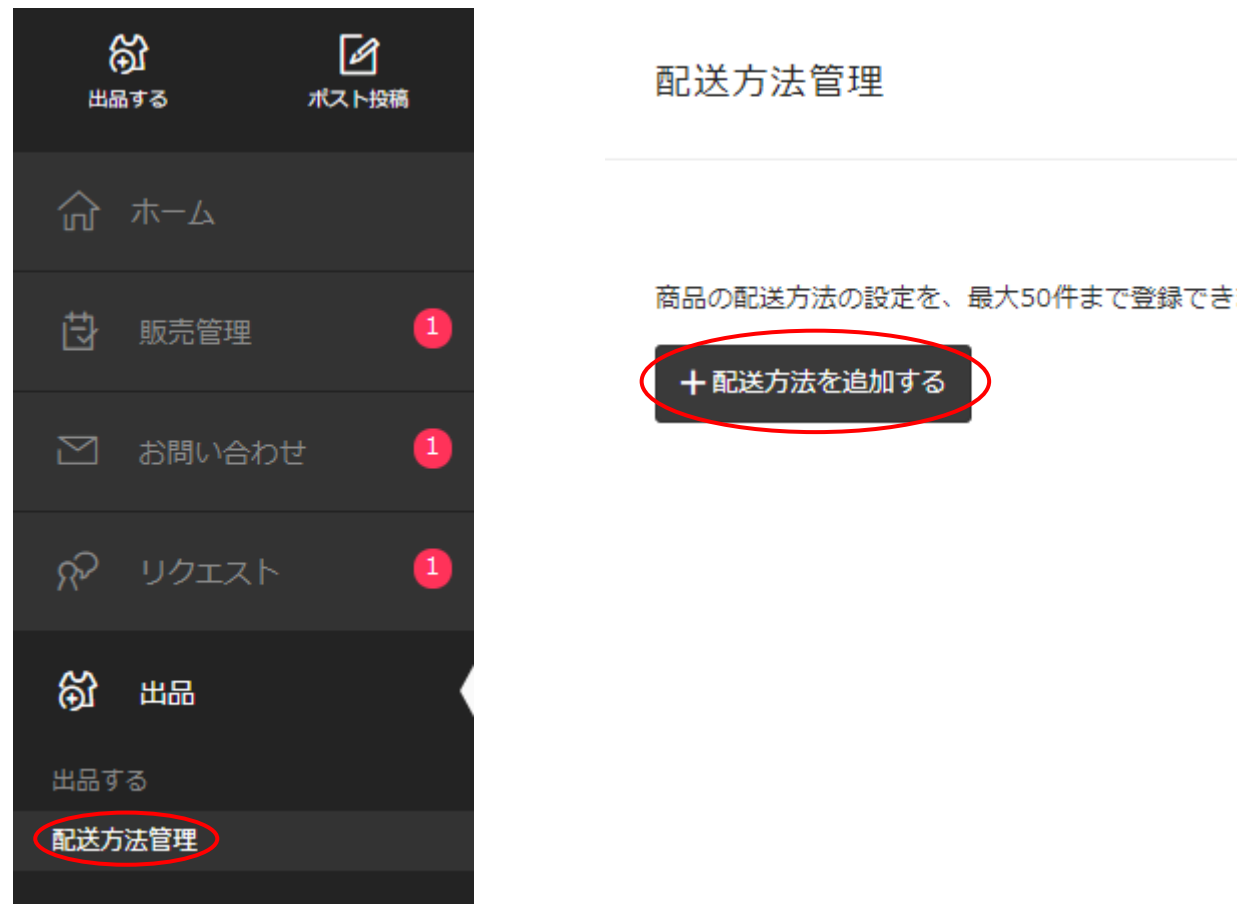 出品する
ポスト投稿
ホーム
販売管理
1
お問い合わせ
1
リクエスト
1
出品
出品する
配送方法管理
配送方法管理
商品の配送方法の設定を、最大50件まで登録でき
+配送方法を追加する